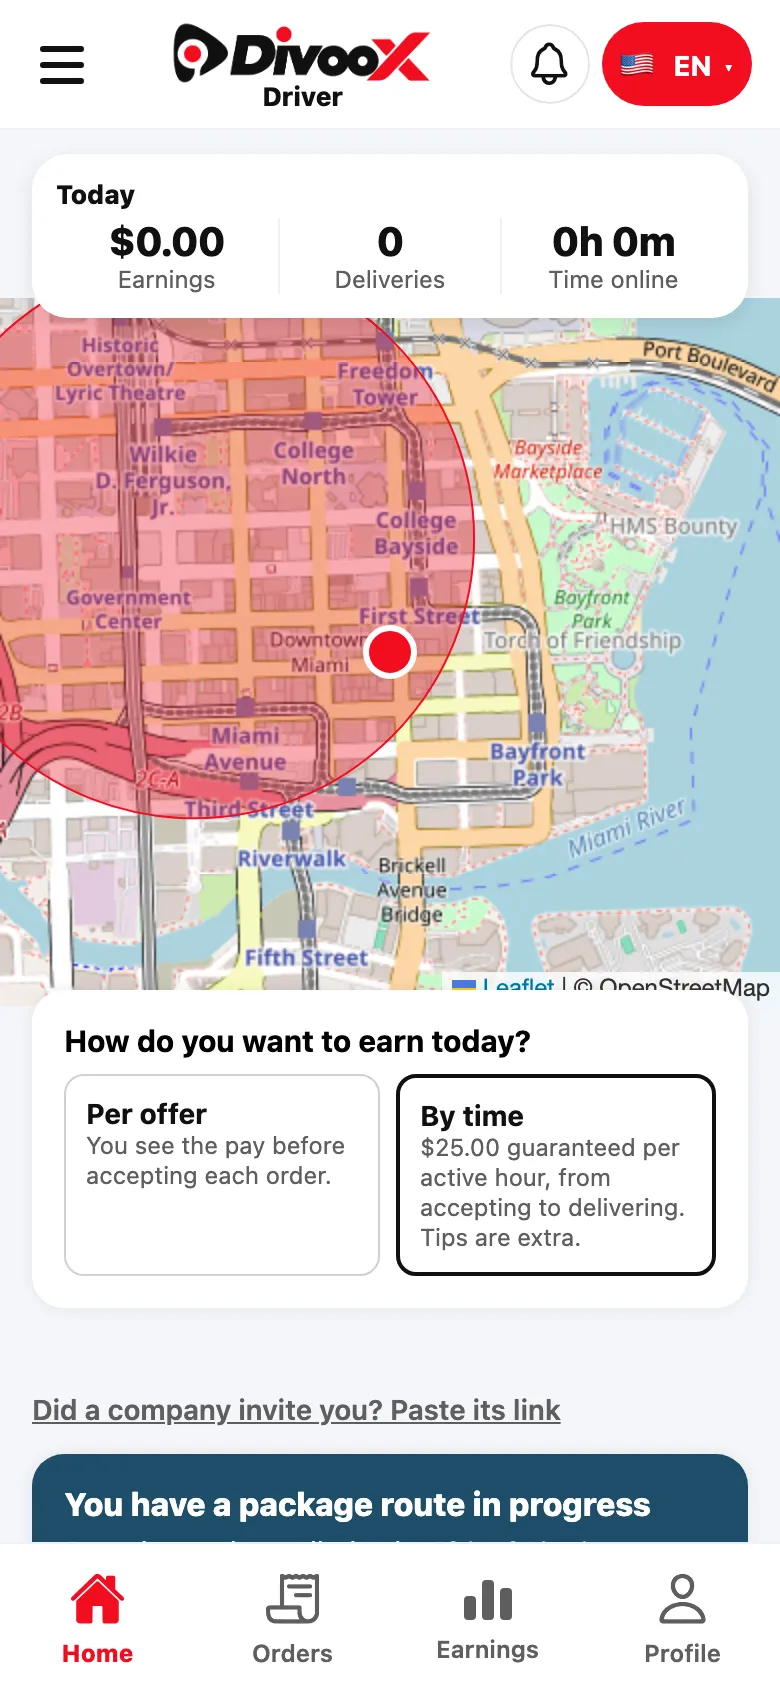 DivooX
Driver
EN
Today
$0.00
Earnings
0
Deliveries
0h 0m
Time online
Historic
Overtown/
Lyric Theatre
Freedom
Tower
Port Boulevard
Wilkie
D. Ferguson,
Jr.
College
North
Bayside
Marketplace
College
Bayside
HMS Bounty
Government
Center
First Street
Bayfront
Park
Downtown
Miami
Torch of Friendship
2B
Miami
Avenue
Bayfront
Park
2C-A
Third Street
Miami River
Riverwalk
Brickell
Avenue
Bridge
Fifth Street
Leaflet | © OpenStreetMap
How do you want to earn today?
Per offer
You see the pay before
accepting each order.
By time
$25.00 guaranteed per
active hour, from
accepting to delivering.
Tips are extra.
Did a company invite you? Paste its link
You have a package route in progress
Home
Orders
Earnings
Profile